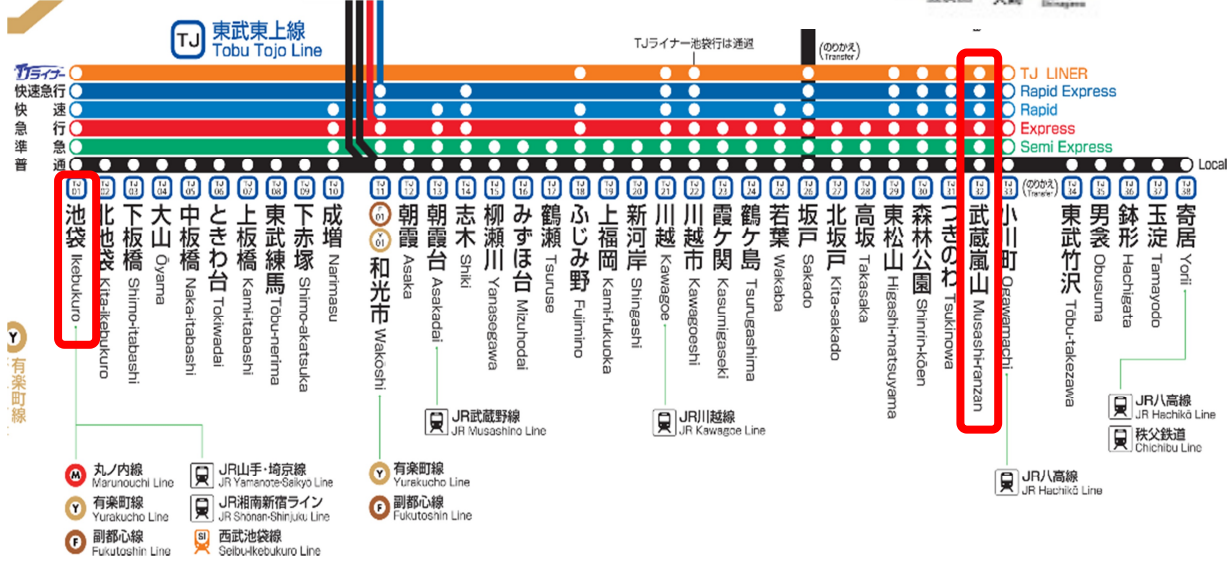 TJ
東武東上線
Tobu Tojo Line
TJライナー池袋行は通過
(のりかえ)
(Transfer)
TJライナー
TJ LINER
快速急行
Rapid Express
快 速
Rapid
急 行
Express
準 急
Semi Express
普 通
Local
TJ 01 池袋 Ikebukuro
TJ 02 北池袋 Kita-ikebukuro
TJ 03 下板橋 Shimo-itabashi
TJ 04 大山 Ōyama
TJ 05 中板橋 Naka-itabashi
TJ 06 ときわ台 Tokiwadai
TJ 07 上板橋 Kami-itabashi
TJ 08 東武練馬 Tōbu-nerima
TJ 09 下赤塚 Shimo-akatsuka
TJ 10 成増 Narimasu
TJ 11 F 01 Y 01 和光市 Wakōshi
TJ 12 朝霞 Asaka
TJ 13 朝霞台 Asakadai
TJ 14 志木 Shiki
TJ 15 柳瀬川 Yanasegawa
TJ 16 みずほ台 Mizuhodai
TJ 17 鶴瀬 Tsuruse
TJ 18 ふじみ野 Fujimino
TJ 19 上福岡 Kami-fukuoka
TJ 20 新河岸 Shingashi
TJ 21 川越 Kawagoe
TJ 22 川越市 Kawagoeshi
TJ 23 霞ケ関 Kasumigaseki
TJ 24 鶴ケ島 Tsurugashima
TJ 25 若葉 Wakaba
TJ 26 坂戸 Sakado
TJ 27 北坂戸 Kita-sakado
TJ 28 高坂 Takasaka
TJ 29 東松山 Higashi-matsuyama
TJ 30 森林公園 Shinrin-kōen
TJ 31 つきのわ Tsukinowa
TJ 32 武蔵嵐山 Musashi-ranzan
TJ 33 小川町 Ogawamachi
(のりかえ)
(Transfer)
TJ 34 東武竹沢 Tōbu-takezawa
TJ 35 男衾 Obusuma
TJ 36 鉢形 Hachigata
TJ 37 玉淀 Tamayodo
TJ 38 寄居 Yorii
Y
有楽町線
JR武蔵野線
JR Musashino Line
JR川越線
JR Kawagoe Line
JR八高線
JR Hachikō Line
秩父鉄道
Chichibu Line
M
丸ノ内線
Marunouchi Line
Y
有楽町線
Yurakucho Line
F
副都心線
Fukutoshin Line
JR山手・埼京線
JR Yamanote-Saikyo Line
JR湘南新宿ライン
JR Shonan-Shinjuku Line
SI
西武池袋線
Seibu-Ikebukuro Line
Y
有楽町線
Yurakucho Line
F
副都心線
Fukutoshin Line
JR八高線
JR Hachikō Line